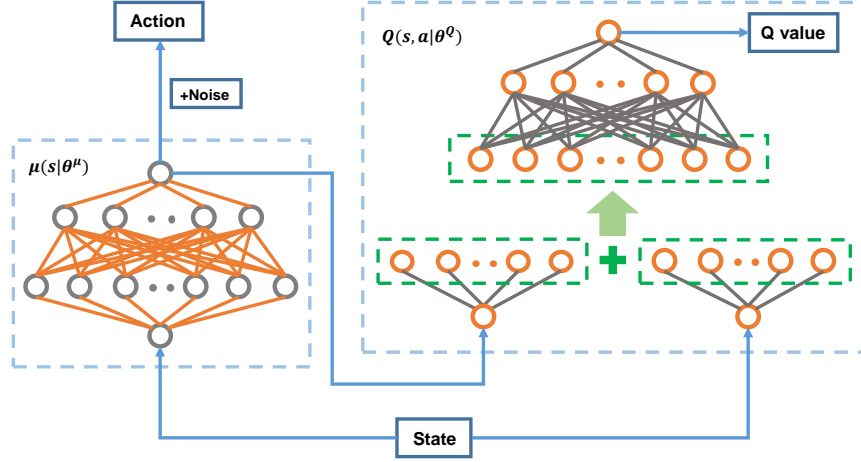 Action
+Noise
μ(s|θ^μ)
Q(s, a|θ^Q)
Q value
State